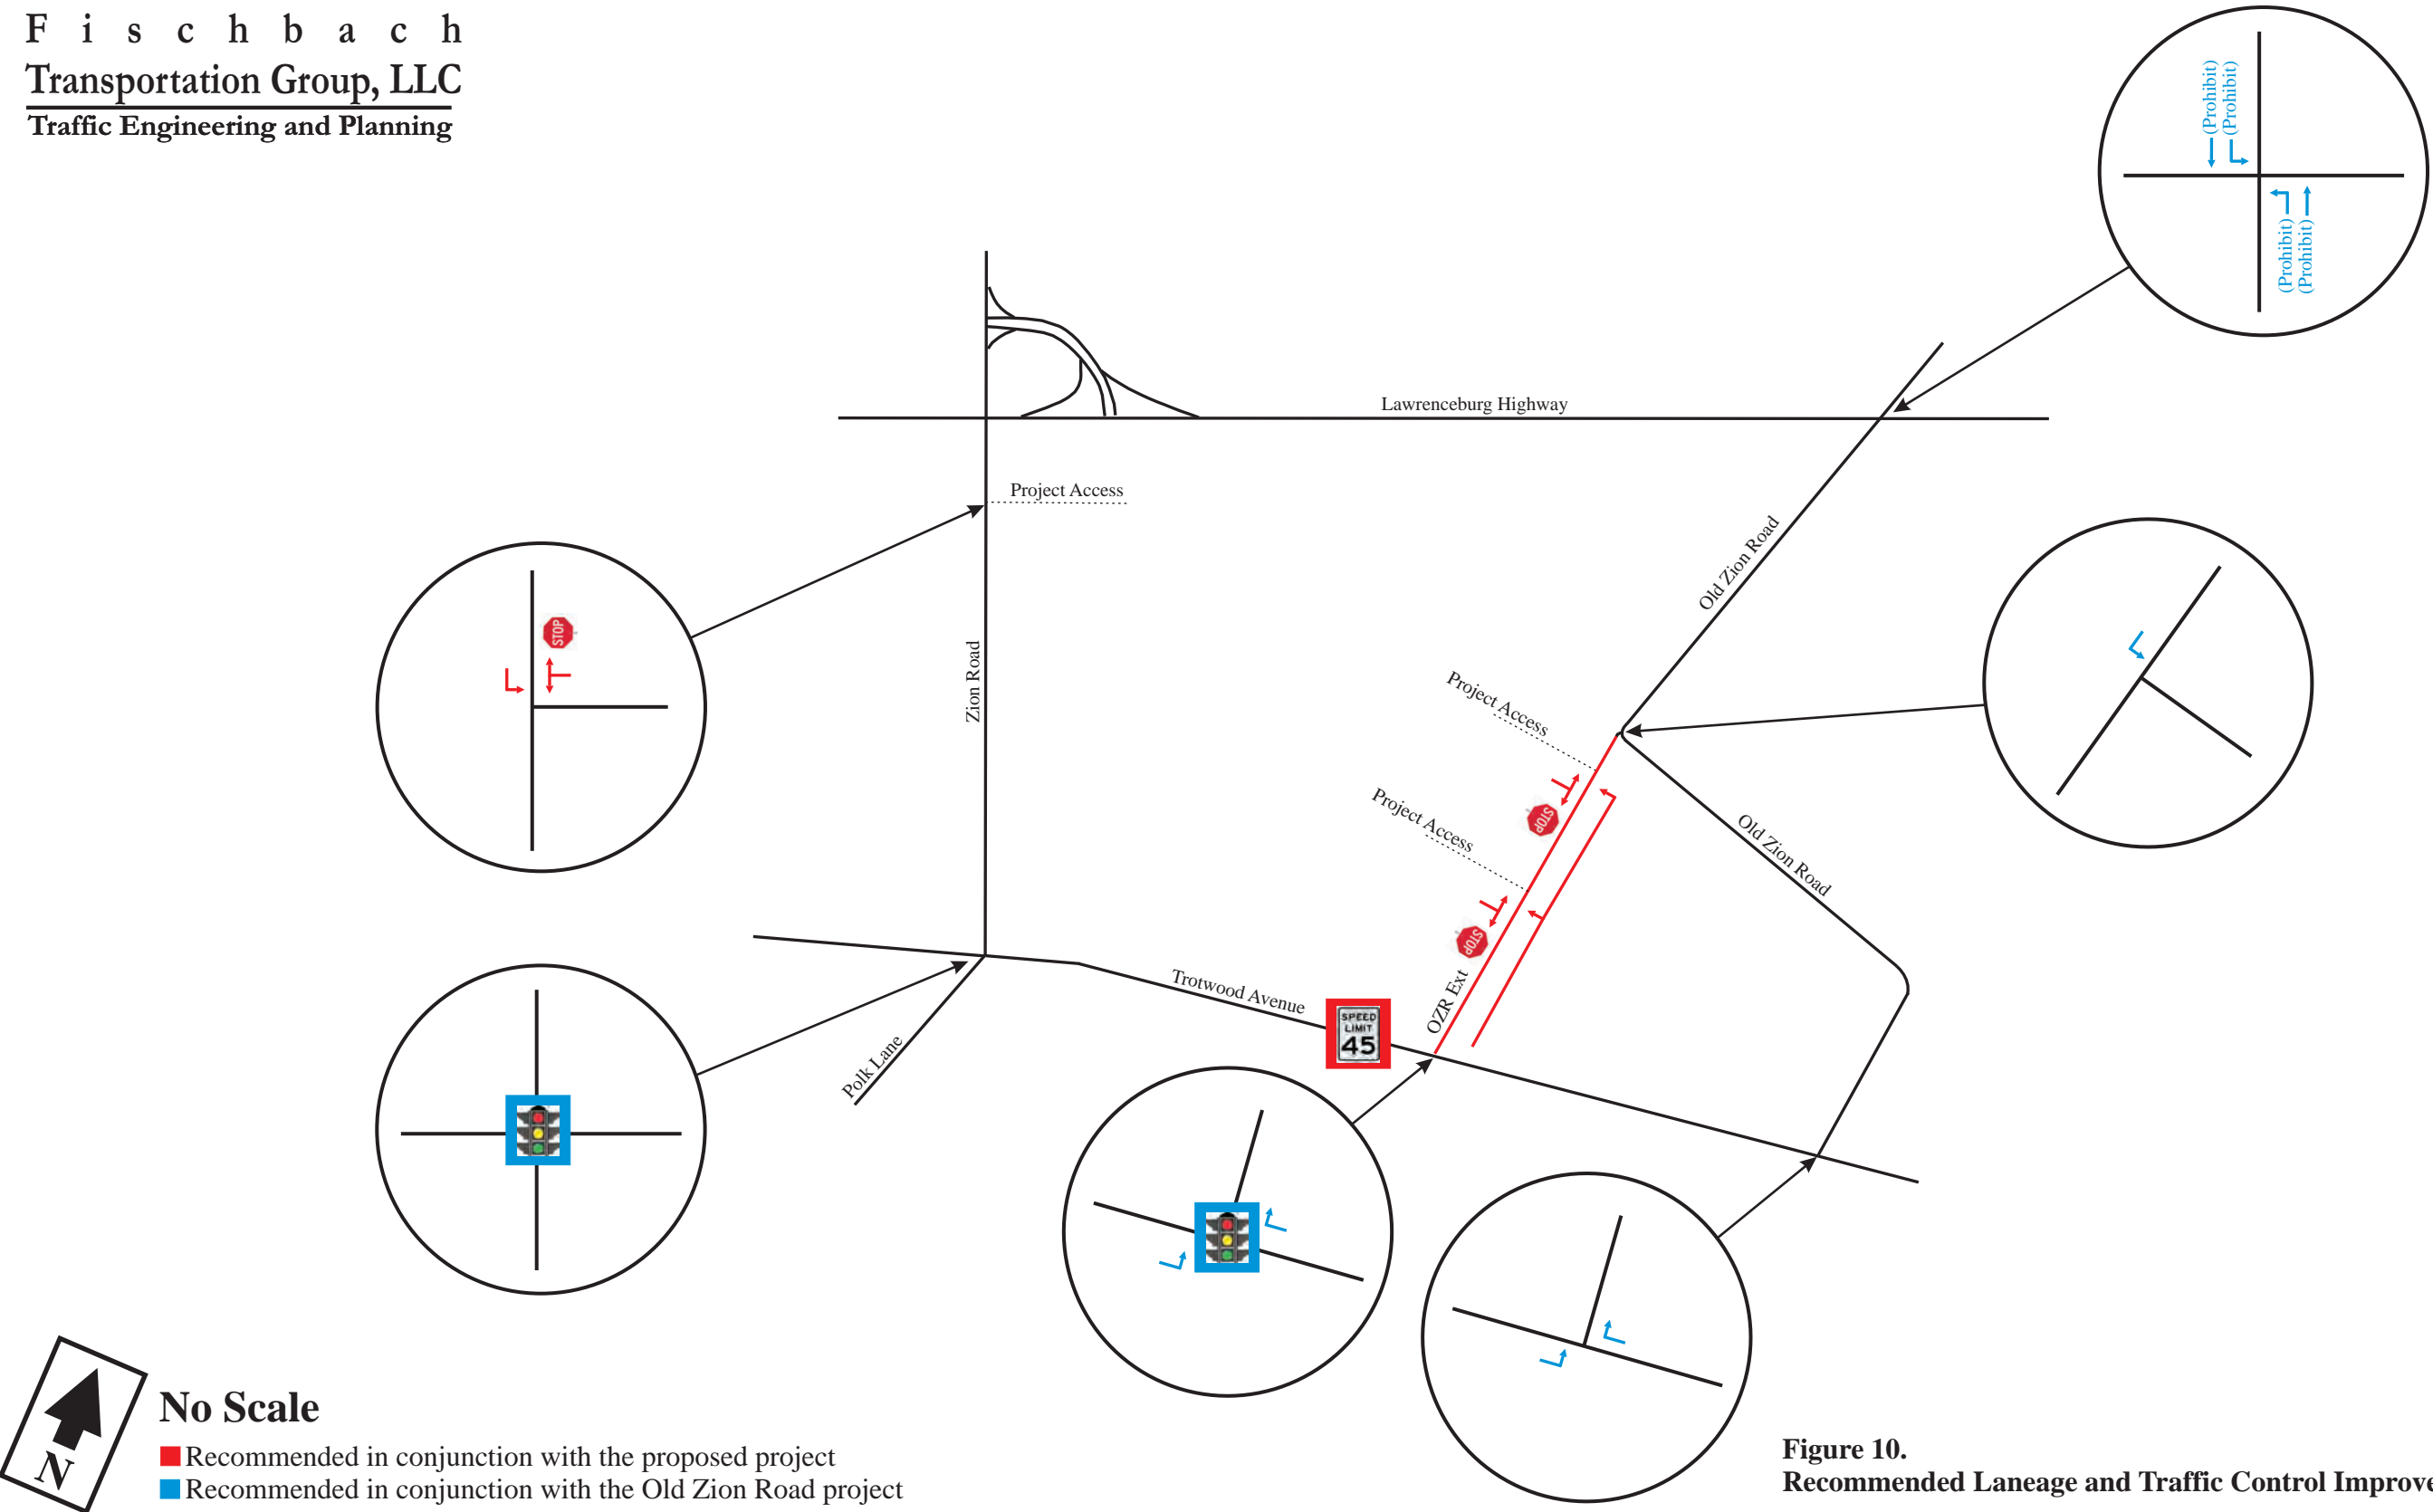 Fischbach
Transportation Group, LLC
Traffic Engineering and Planning
(Prohibit)
(Prohibit)
(Prohibit)
(Prohibit)
Lawrenceburg Highway
Project Access
Old Zion Road
STOP
Zion Road
Project Access
STOP
Project Access
Old Zion Road
STOP
OZR Ext
Trotwood Avenue
SPEED
LIMIT
45
Polk Lane
N
No Scale
Recommended in conjunction with the proposed project
Recommended in conjunction with the Old Zion Road project
Figure 10.
Recommended Laneage and Traffic Control Improve